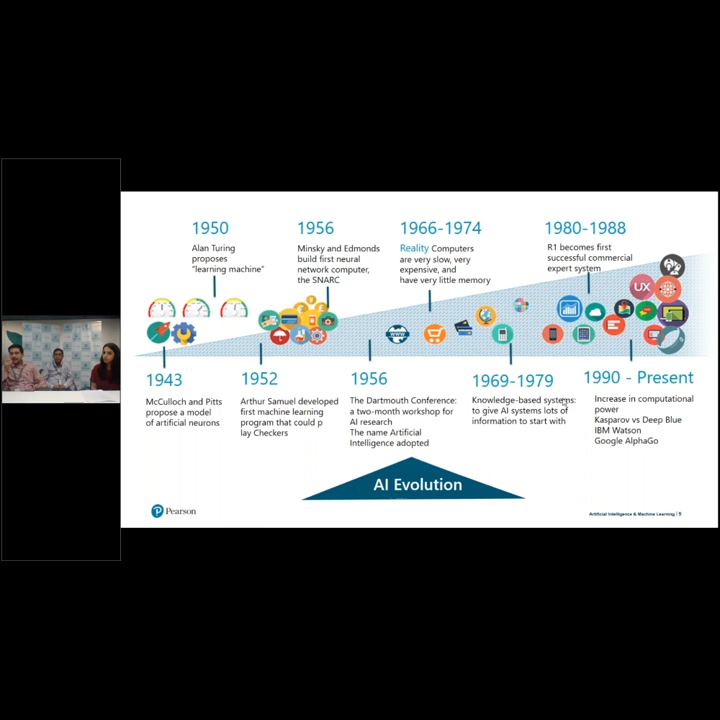 1950
Alan Turing
proposes
“learning machine”
1956
Minsky and Edmonds
build first neural
network computer,
the SNARC
1966-1974
Reality Computers
are very slow, very
expensive, and
have very little memory
1980-1988
R1 becomes first
successful commercial
expert system
UX
WWW
1943
McCulloch and Pitts
propose a model
of artificial neurons
1952
Arthur Samuel developed
first machine learning
program that could p
lay Checkers
1956
The Dartmouth Conference:
a two-month workshop for
AI research
The name Artificial
Intelligence adopted
1969-1979
Knowledge-based systems:
to give AI systems lots of
information to start with
1990 - Present
Increase in computational
power
Kasparov vs Deep Blue
IBM Watson
Google AlphaGo
AI Evolution
P Pearson
Artificial Intelligence & Machine Learning | 5